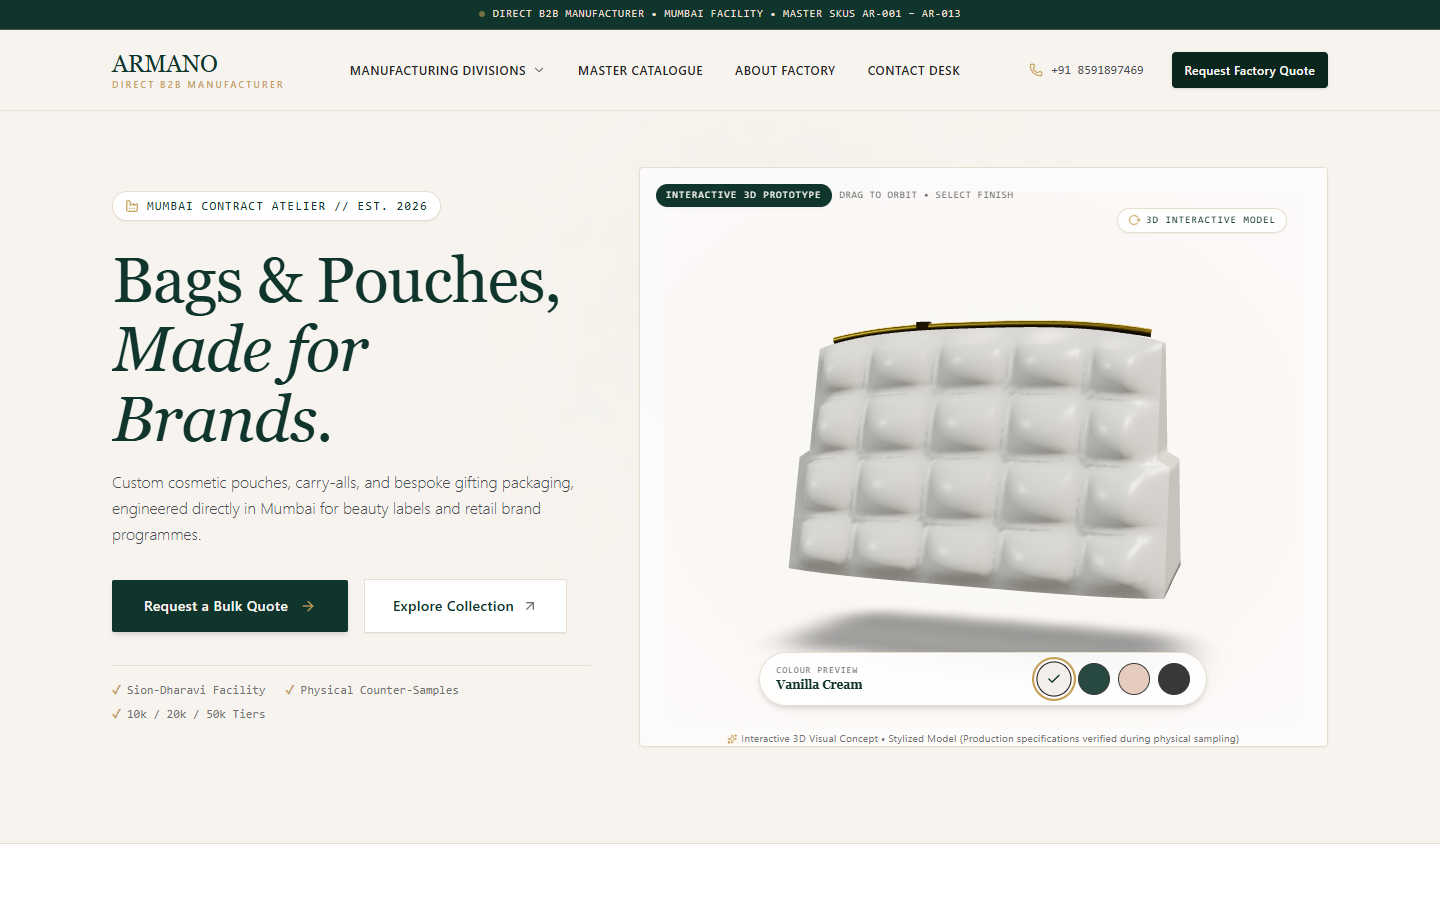 DIRECT B2B MANUFACTURER • MUMBAI FACILITY • MASTER SKUS AR-001 – AR-013
ARMANO
DIRECT B2B MANUFACTURER
MANUFACTURING DIVISIONS
MASTER CATALOGUE
ABOUT FACTORY
CONTACT DESK
+91 8591897469
Request Factory Quote
MUMBAI CONTRACT ATELIER // EST. 2026
Bags & Pouches,
Made for
Brands.
Custom cosmetic pouches, carry-alls, and bespoke gifting packaging,
engineered directly in Mumbai for beauty labels and retail brand
programmes.
Request a Bulk Quote
Explore Collection
✓ Sion-Dharavi Facility
✓ Physical Counter-Samples
✓ 10k / 20k / 50k Tiers
INTERACTIVE 3D PROTOTYPE
DRAG TO ORBIT • SELECT FINISH
3D INTERACTIVE MODEL
COLOUR PREVIEW
Vanilla Cream
Interactive 3D Visual Concept • Stylized Model (Production specifications verified during physical sampling)